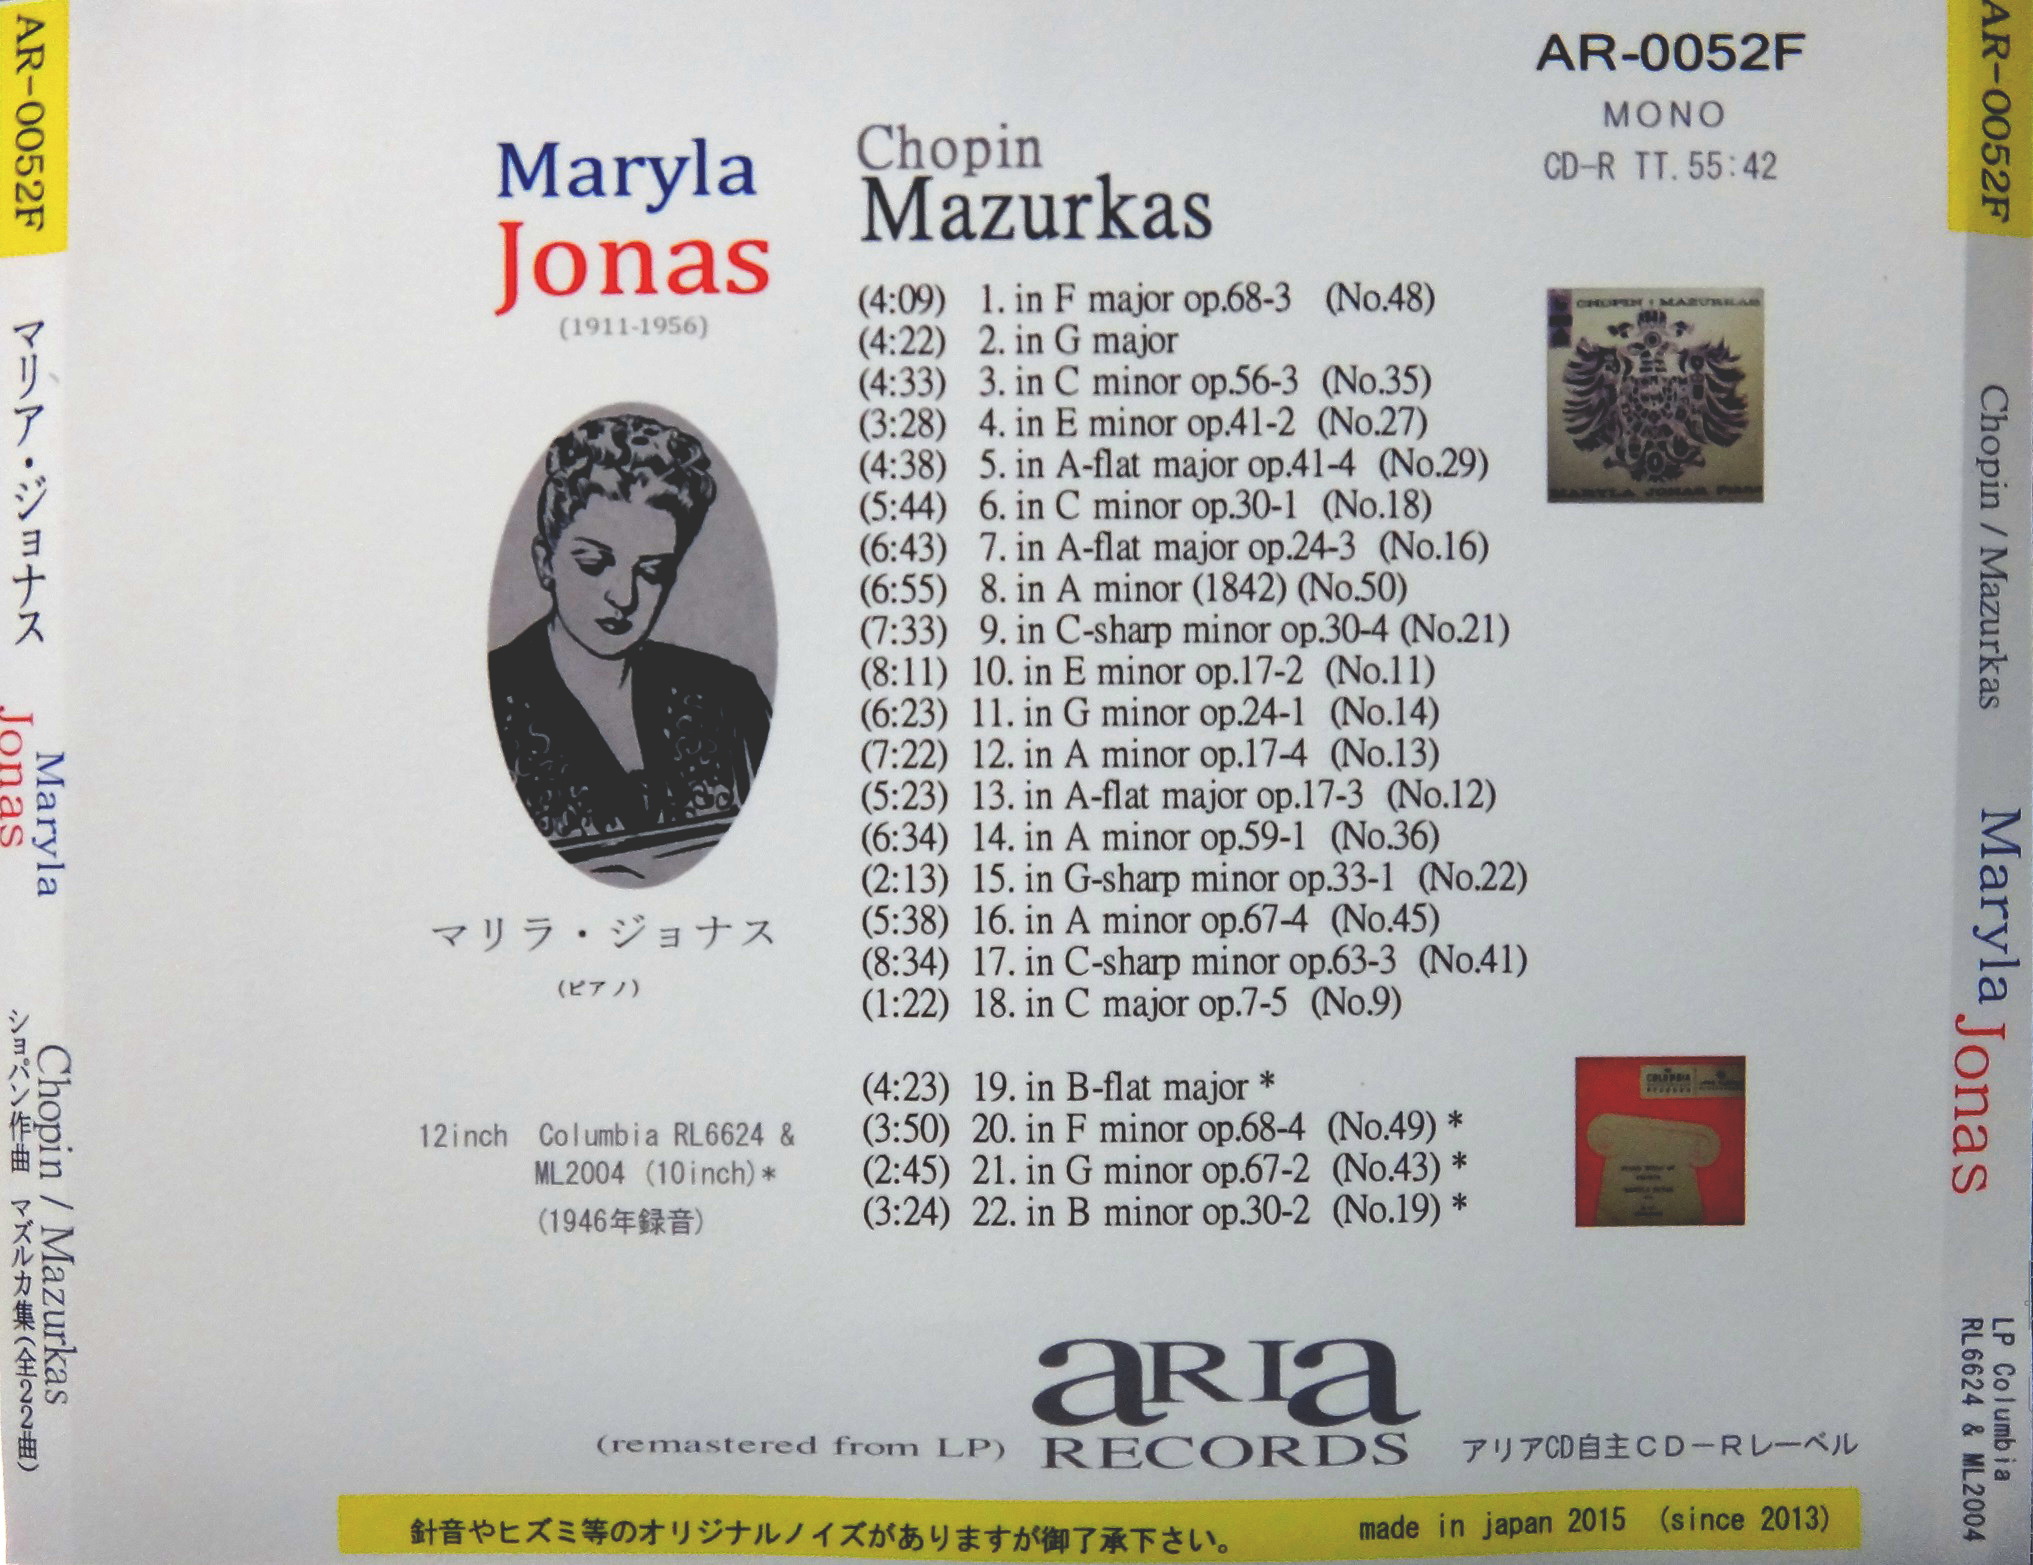 AR-0052F
マリア・ジョナス
Maryla
Jonas
Chopin / Mazurkas
ショパン作曲 マズルカ集(全22曲)
Maryla
Jonas
(1911-1956)
マリラ・ジョナス
(ピアノ)
12inch Columbia RL6624 &
ML2004 (10inch)*
(1946年録音)
Chopin
Mazurkas
(4:09) 1. in F major op.68-3 (No.48)
(4:22) 2. in G major
(4:33) 3. in C minor op.56-3 (No.35)
(3:28) 4. in E minor op.41-2 (No.27)
(4:38) 5. in A-flat major op.41-4 (No.29)
(5:44) 6. in C minor op.30-1 (No.18)
(6:43) 7. in A-flat major op.24-3 (No.16)
(6:55) 8. in A minor (1842) (No.50)
(7:33) 9. in C-sharp minor op.30-4 (No.21)
(8:11) 10. in E minor op.17-2 (No.11)
(6:23) 11. in G minor op.24-1 (No.14)
(7:22) 12. in A minor op.17-4 (No.13)
(5:23) 13. in A-flat major op.17-3 (No.12)
(6:34) 14. in A minor op.59-1 (No.36)
(2:13) 15. in G-sharp minor op.33-1 (No.22)
(5:38) 16. in A minor op.67-4 (No.45)
(8:34) 17. in C-sharp minor op.63-3 (No.41)
(1:22) 18. in C major op.7-5 (No.9)
(4:23) 19. in B-flat major *
(3:50) 20. in F minor op.68-4 (No.49) *
(2:45) 21. in G minor op.67-2 (No.43) *
(3:24) 22. in B minor op.30-2 (No.19) *
AR-0052F
MONO
CD-R TT. 55:42
CHOPIN : MAZURKAS
MARYLA JONAS PIANO
COLUMBIA
(remastered from LP)
aRIa
RECORDS
アリアCD自主CD-Rレーベル
針音やヒズミ等のオリジナルノイズがありますが御了承下さい。
made in japan 2015 (since 2013)
AR-0052F
Chopin / Mazurkas
Maryla Jonas
LP Columbia
RL6624 & ML2004